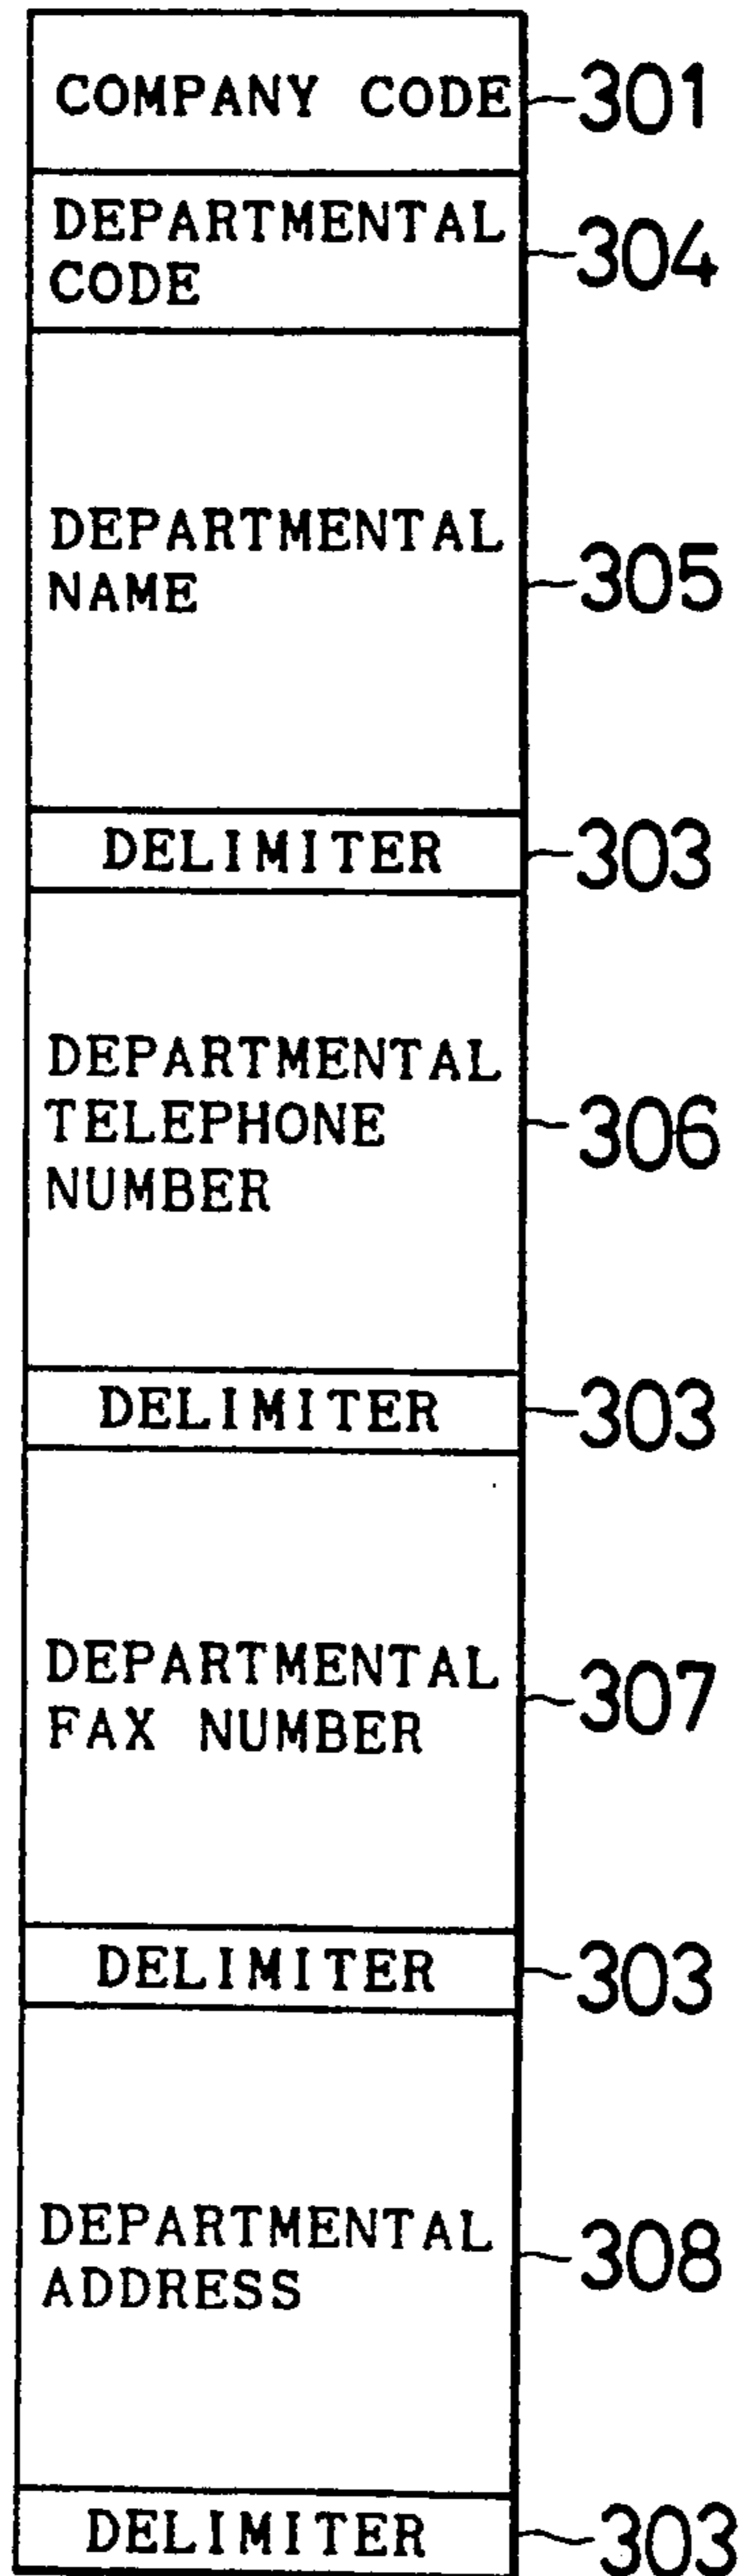 COMPANY CODE 301
DEPARTMENTAL
CODE 304
DEPARTMENTAL
NAME 305
DELIMITER 303
DEPARTMENTAL
TELEPHONE 306
NUMBER
DELIMITER 303
DEPARTMENTAL
FAX NUMBER 307
DELIMITER 303
DEPARTMENTAL
ADDRESS 308
DELIMITER 303